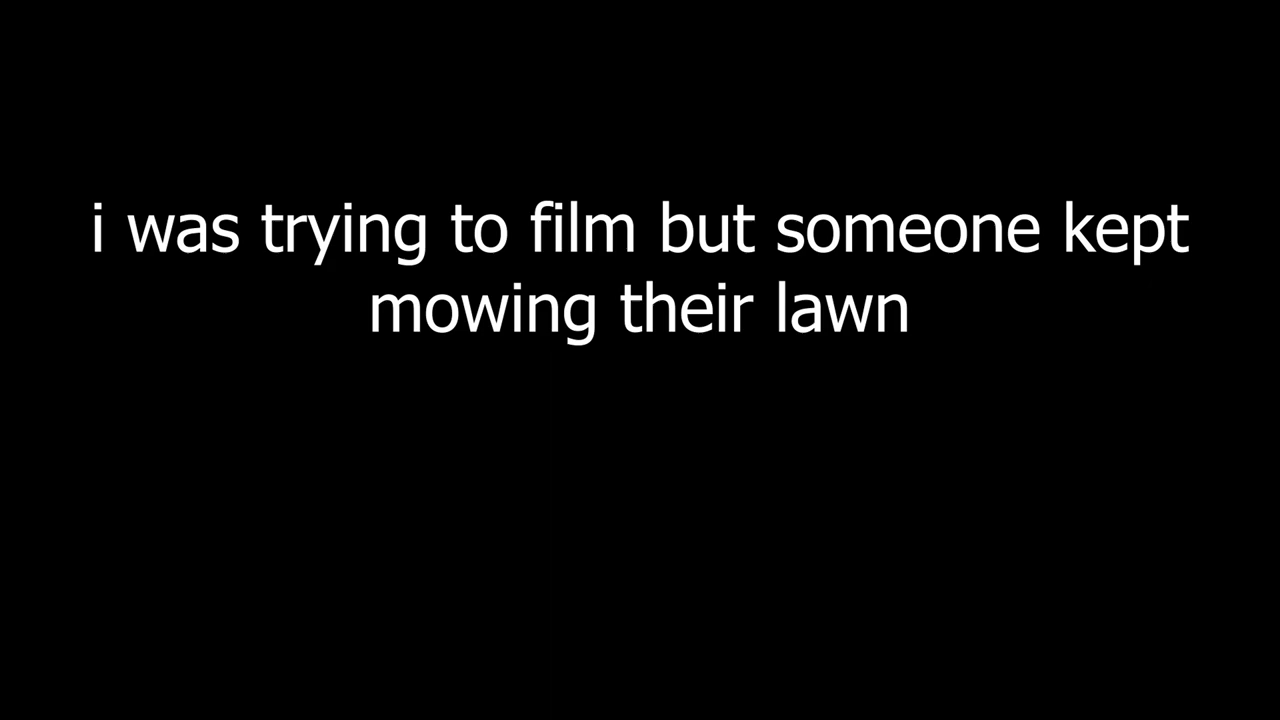 i was trying to film but someone kept
mowing their lawn